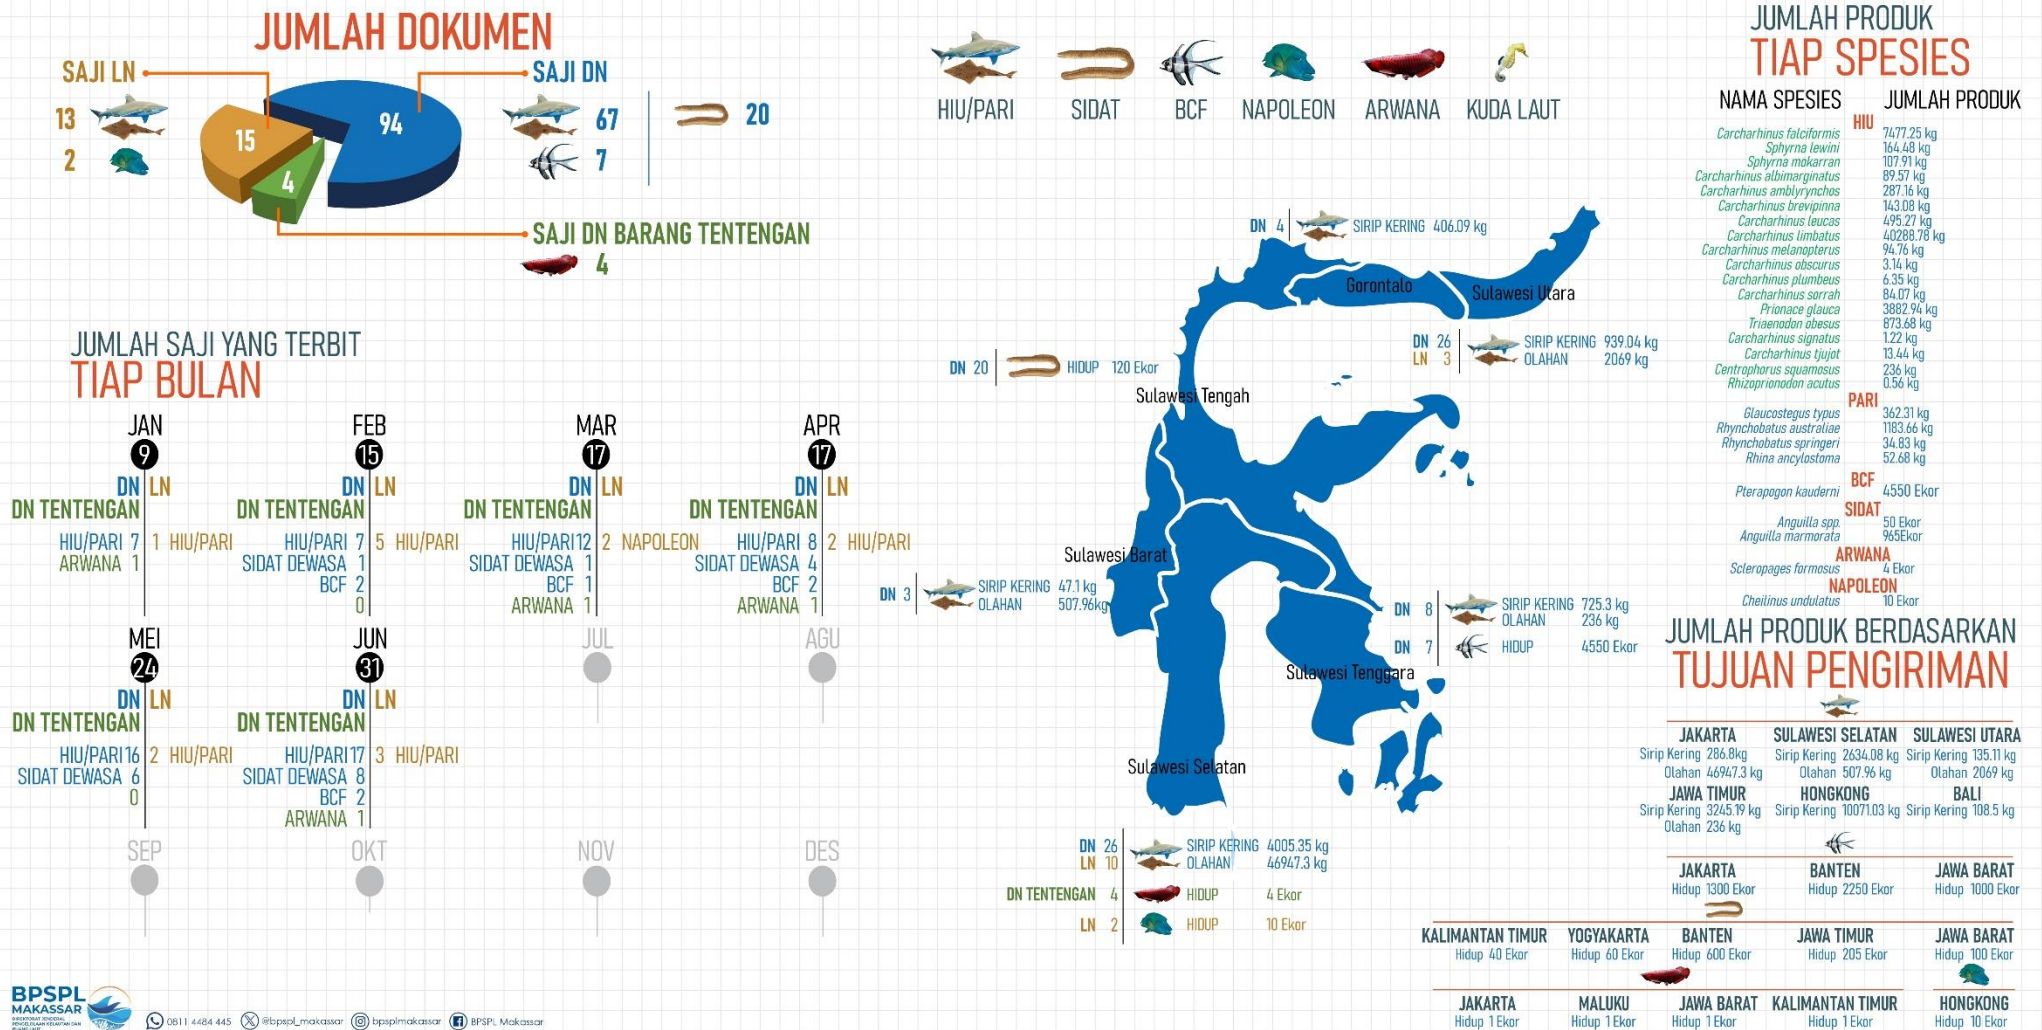 JUMLAH DOKUMEN
SAJI LN
13
2
15
94
4
SAJI DN
67
7
20
SAJI DN BARANG TENTENGAN
4
HIU/PARI
SIDAT
BCF
NAPOLEON
ARWANA
KUDA LAUT
JUMLAH SAJI YANG TERBIT
TIAP BULAN
JAN
9
DN LN
DN TENTENGAN
HIU/PARI 7 1 HIU/PARI
ARWANA 1
FEB
15
DN LN
DN TENTENGAN
HIU/PARI 7 5 HIU/PARI
SIDAT DEWASA 1
BCF 2
0
MAR
17
DN LN
DN TENTENGAN
HIU/PARI 12 2 NAPOLEON
SIDAT DEWASA 1
BCF 1
ARWANA 1
APR
17
DN LN
DN TENTENGAN
HIU/PARI 8 2 HIU/PARI
SIDAT DEWASA 4
BCF 2
ARWANA 1
MEI
24
DN LN
DN TENTENGAN
HIU/PARI 16 2 HIU/PARI
SIDAT DEWASA 6
0
JUN
31
DN LN
DN TENTENGAN
HIU/PARI 17 3 HIU/PARI
SIDAT DEWASA 8
BCF 2
ARWANA 1
JUL
AGU
SEP
OKT
NOV
DES
DN 4 SIRIP KERING 406.09 kg
Gorontalo
Sulawesi Utara
DN 26 SIRIP KERING 939.04 kg
LN 3 OLAHAN 2069 kg
DN 20 HIDUP 120 Ekor
Sulawesi Tengah
Sulawesi Barat
DN 3 SIRIP KERING 47.1 kg
OLAHAN 507.96kg
DN 8 SIRIP KERING 725.3 kg
OLAHAN 236 kg
DN 7 HIDUP 4550 Ekor
Sulawesi Tenggara
Sulawesi Selatan
DN 26 SIRIP KERING 4005.35 kg
LN 10 OLAHAN 46947.3 kg
DN TENTENGAN 4 HIDUP 4 Ekor
LN 2 HIDUP 10 Ekor
JUMLAH PRODUK
TIAP SPESIES
NAMA SPESIES JUMLAH PRODUK
HIU
Carcharhinus falciformis 7477.25 kg
Sphyrna lewini 164.48 kg
Sphyrna mokarran 107.91 kg
Carcharhinus albimarginatus 89.57 kg
Carcharhinus amblyrynchos 287.16 kg
Carcharhinus brevipinna 143.08 kg
Carcharhinus leucas 495.27 kg
Carcharhinus limbatus 40288.78 kg
Carcharhinus melanopterus 94.76 kg
Carcharhinus obscurus 3.14 kg
Carcharhinus plumbeus 6.35 kg
Carcharhinus sorrah 84.07 kg
Prionace glauca 3882.94 kg
Triaenodon obesus 873.68 kg
Carcharhinus signatus 1.22 kg
Carcharhinus tjujot 13.44 kg
Centrophorus squamosus 236 kg
Rhizoprionodon acutus 0.56 kg
PARI
Glaucostegus typus 362.31 kg
Rhynchobatus australiae 1183.66 kg
Rhynchobatus springeri 34.83 kg
Rhina ancylostoma 52.68 kg
BCF
Pterapogon kauderni 4550 Ekor
SIDAT
Anguilla spp. 50 Ekor
Anguilla marmorata 965Ekor
ARWANA
Scleropages formosus 4 Ekor
NAPOLEON
Cheilinus undulatus 10 Ekor
JUMLAH PRODUK BERDASARKAN
TUJUAN PENGIRIMAN
JAKARTA SULAWESI SELATAN SULAWESI UTARA
Sirip Kering 286.8kg Sirip Kering 2634.08 kg Sirip Kering 135.11 kg
Olahan 46947.3 kg Olahan 507.96 kg Olahan 2069 kg
JAWA TIMUR HONGKONG BALI
Sirip Kering 3245.19 kg Sirip Kering 10071.03 kg Sirip Kering 108.5 kg
Olahan 236 kg
JAKARTA BANTEN JAWA BARAT
Hidup 1300 Ekor Hidup 2250 Ekor Hidup 1000 Ekor
KALIMANTAN TIMUR YOGYAKARTA BANTEN JAWA TIMUR JAWA BARAT
Hidup 40 Ekor Hidup 60 Ekor Hidup 600 Ekor Hidup 205 Ekor Hidup 100 Ekor
JAKARTA MALUKU JAWA BARAT KALIMANTAN TIMUR HONGKONG
Hidup 1 Ekor Hidup 1 Ekor Hidup 1 Ekor Hidup 1 Ekor Hidup 10 Ekor
BPSPL
MAKASSAR
DIREKTORAT JENDERAL
PENGELOLAAN KELAUTAN DAN
RUANG LAUT
0811 4484 445 @bpspl_makassar bpsplmakassar BPSPL Makassar